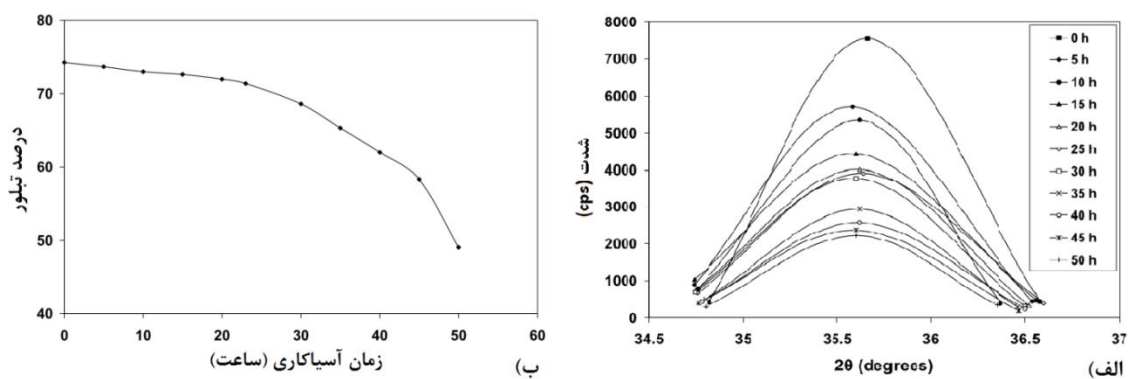 80
70
60
50
40
0 10 20 30 40 50 60
درصد تبلور
زمان آسیاکاری (ساعت)
ب)
8000
7000
6000
5000
4000
3000
2000
1000
0
34.5 35 35.5 36 36.5 37
شدت (cps)
2θ (degrees)
الف)
0 h
5 h
10 h
15 h
20 h
25 h
30 h
35 h
40 h
45 h
50 h